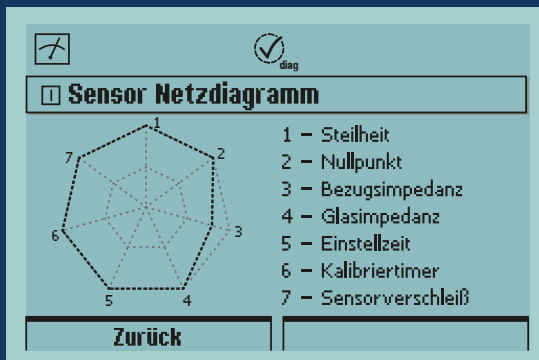 diag
Sensor Netzdiagramm
1
2
3
4
5
6
7
1 – Steilheit
2 – Nullpunkt
3 – Bezugsimpedanz
4 – Glasimpedanz
5 – Einstellzeit
6 – Kalibriertimer
7 – Sensorverschleiß
Zurück